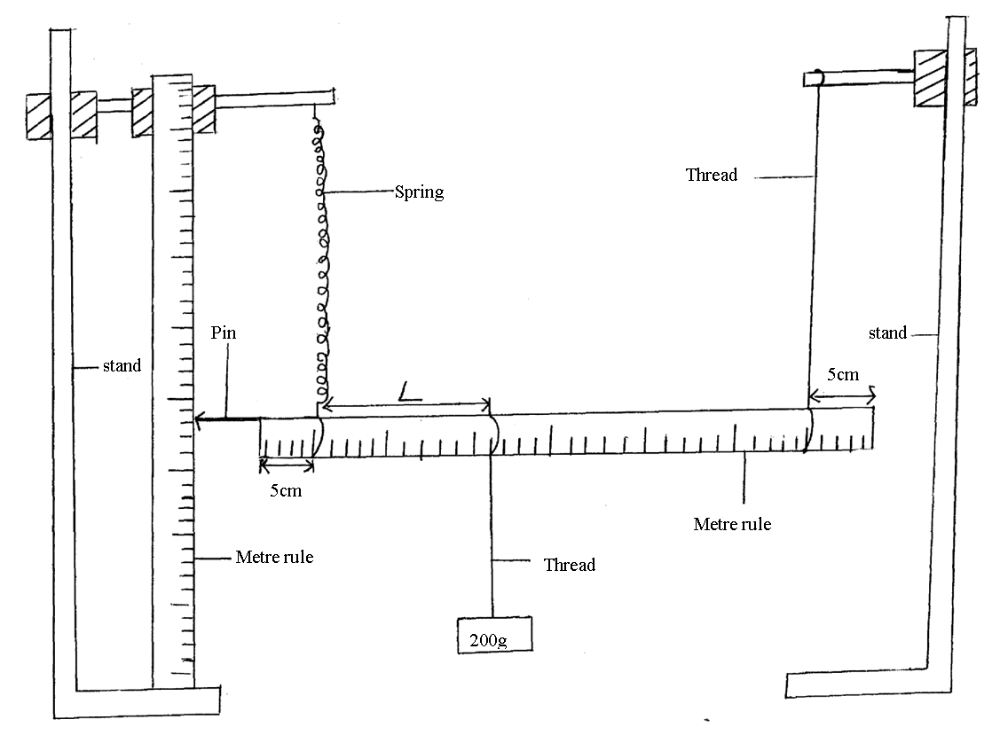 Spring
Thread
Pin
stand
stand
5cm
L
5cm
Metre rule
Metre rule
Thread
200g